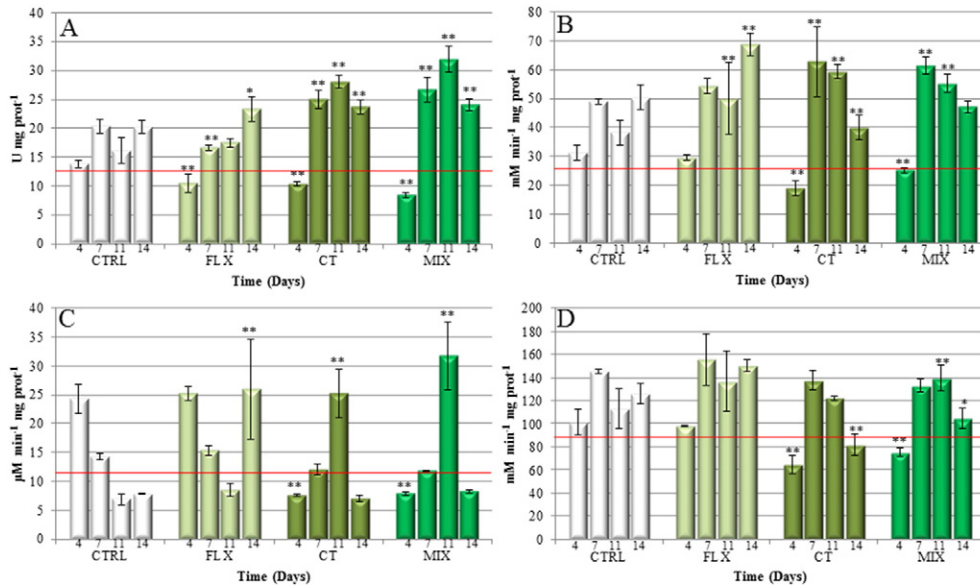 A
U mg prot⁻¹
40
35
30
25
20
15
10
5
0
** ** * ** ** ** ** ** ** ** **
4 7 11 14 4 7 11 14 4 7 11 14 4 7 11 14
CTRL FLX CT MIX
Time (Days)
B
mM min⁻¹ mg prot⁻¹
80
70
60
50
40
30
20
10
0
** ** ** ** ** ** ** ** **
4 7 11 14 4 7 11 14 4 7 11 14 4 7 11 14
CTRL FLX CT MIX
Time (Days)
C
µM min⁻¹ mg prot⁻¹
40
35
30
25
20
15
10
5
0
** ** ** ** **
4 7 11 14 4 7 11 14 4 7 11 14 4 7 11 14
CTRL FLX CT MIX
Time (Days)
D
mM min⁻¹ mg prot⁻¹
200
180
160
140
120
100
80
60
40
20
0
** ** ** ** *
4 7 11 14 4 7 11 14 4 7 11 14 4 7 11 14
CTRL FLX CT MIX
Time (Days)